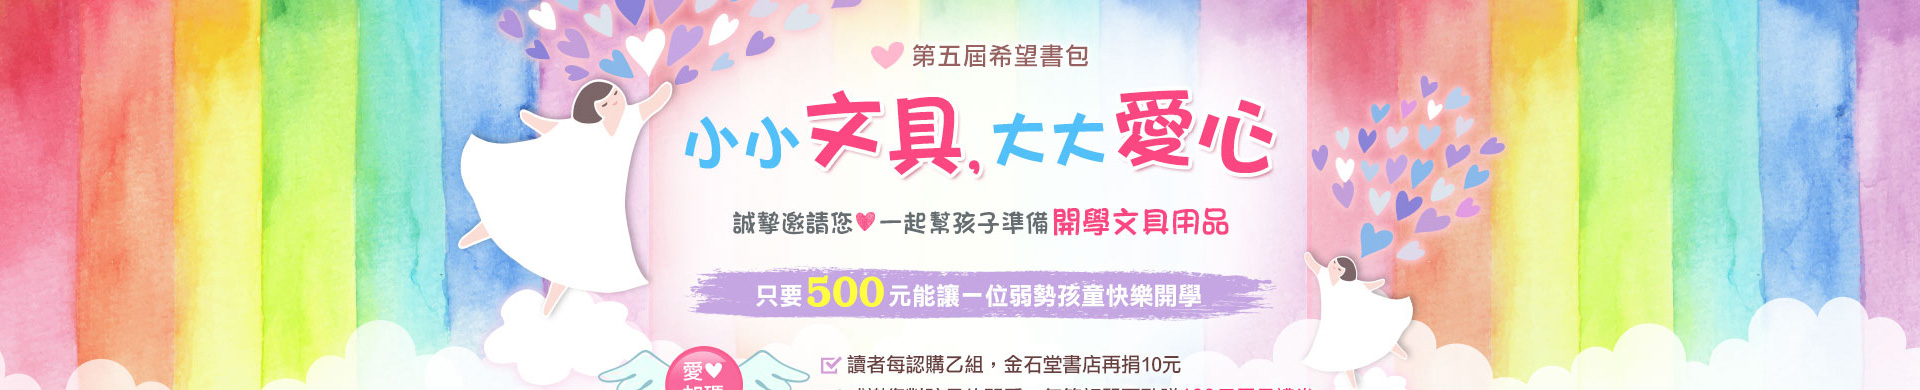 第五屆希望書包
小小文具,大大愛心
誠摯邀請您一起幫孩子準備開學文具用品
只要500元能讓一位弱勢孩童快樂開學
愛
讀者每認購乙組，金石堂書店再捐10元